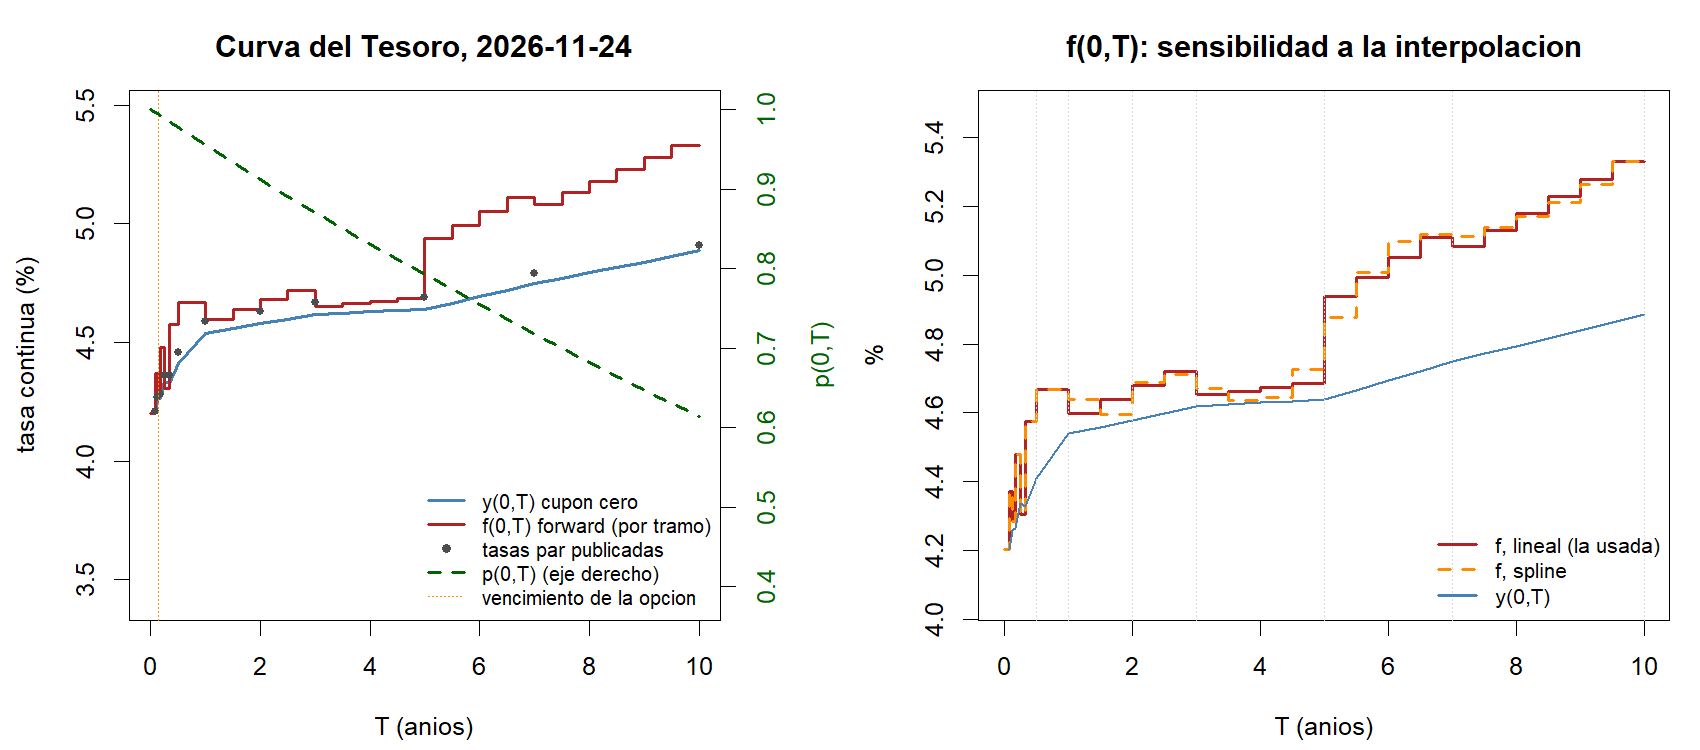 Curva del Tesoro, 2026-11-24
tasa continua (%)
5.5
5.0
4.5
4.0
3.5
1.0
0.9
0.8
0.7
0.6
0.5
0.4
p(0,T)
y(0,T) cupon cero
f(0,T) forward (por tramo)
tasas par publicadas
p(0,T) (eje derecho)
vencimiento de la opcion
0 2 4 6 8 10
T (anios)
f(0,T): sensibilidad a la interpolacion
%
5.4
5.2
5.0
4.8
4.6
4.4
4.2
4.0
f, lineal (la usada)
f, spline
y(0,T)
0 2 4 6 8 10
T (anios)